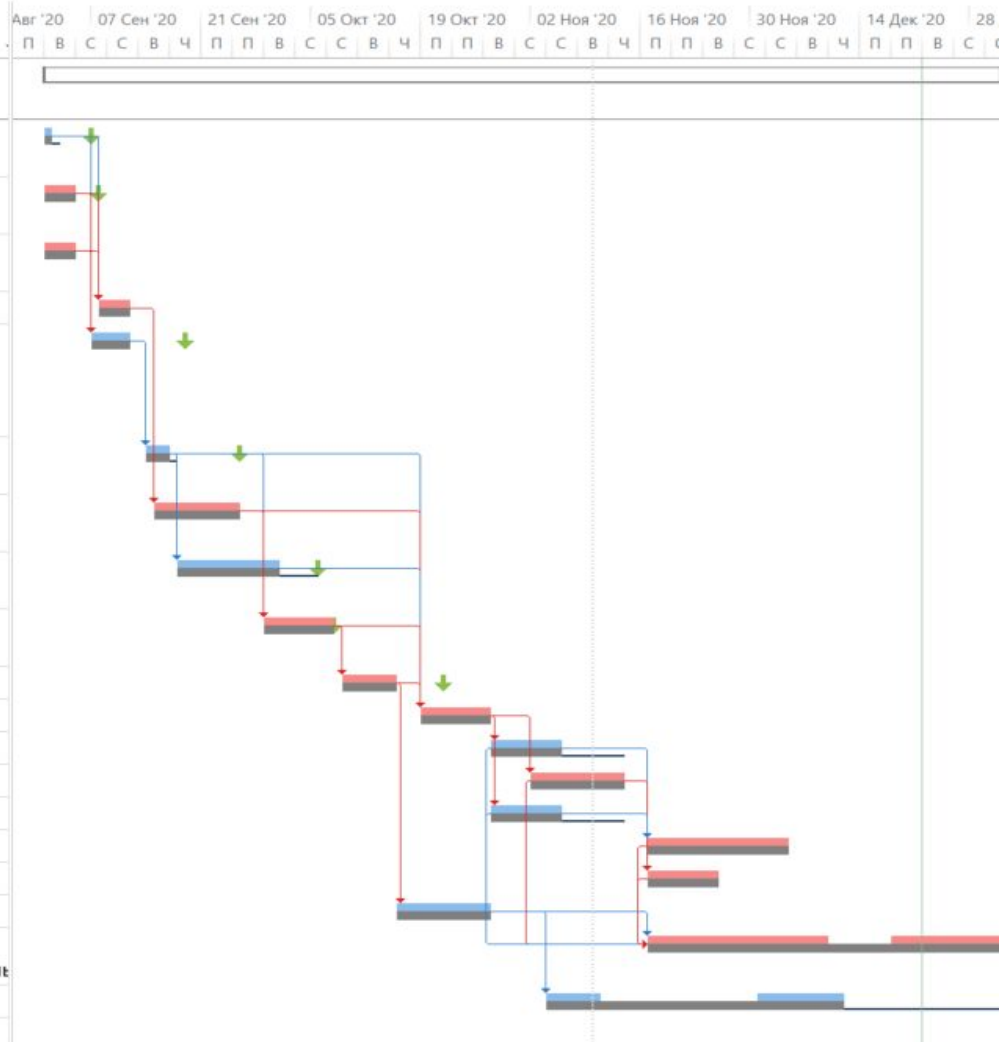 Авг '20 07 Сен '20 21 Сен '20 05 Окт '20 19 Окт '20 02 Ноя '20 16 Ноя '20 30 Ноя '20 14 Дек '20 28
П В С С В Ч П П В С С В Ч П П В С С В Ч П П В С С В Ч П П В С